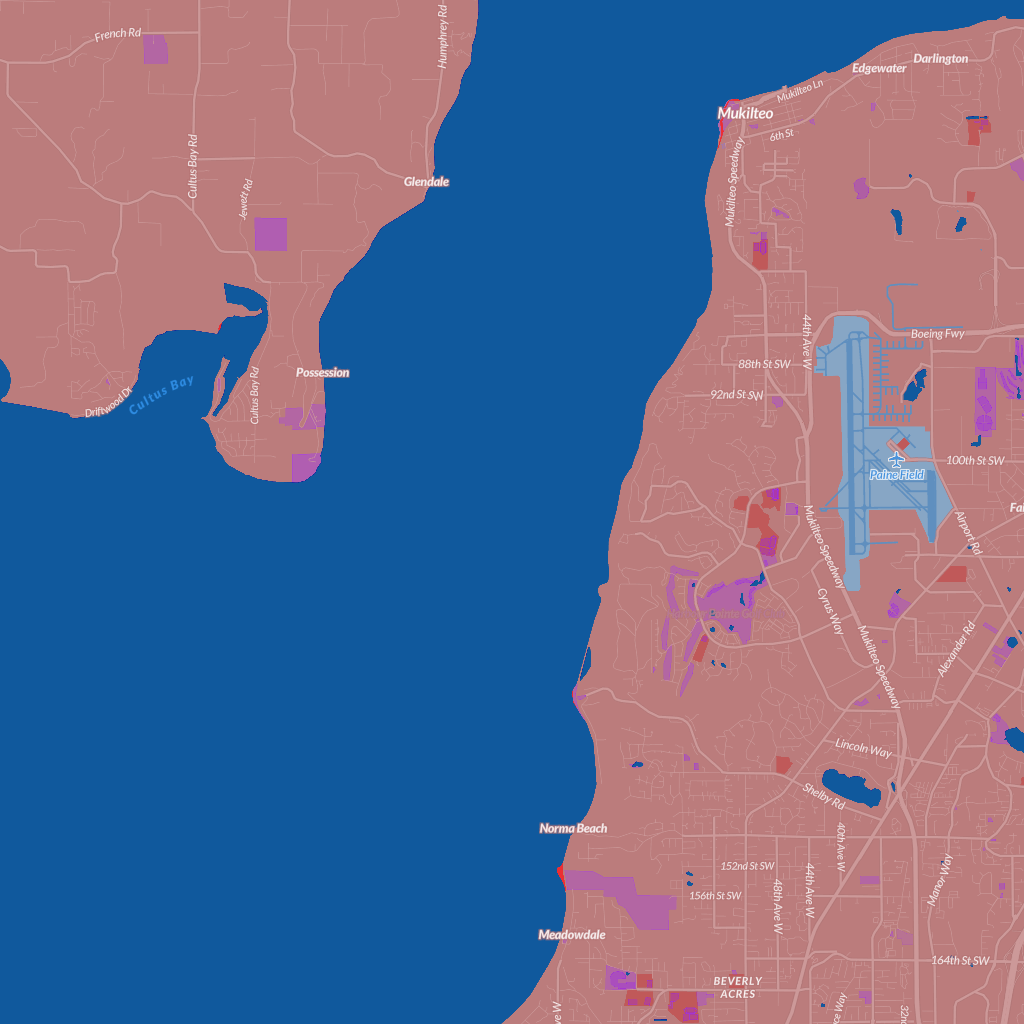 French Rd
Humphrey Rd
Darlington
Edgewater
Mukilteo Ln
Mukilteo
6th St
Cultus Bay Rd
Mukilteo Speedway
Glendale
Jewett Rd
44th Ave W
Boeing Fwy
88th St SW
Possession
Cultus Bay
Driftwood Dr
Cultus Bay Rd
92nd St SW
100th St SW
Paine Field
Airport Rd
Mukilteo Speedway
Cyrus Way
Alexander Rd
Mukilteo Speedway
Lincoln Way
Shelby Rd
Norma Beach
40th Ave W
152nd St SW
44th Ave W
48th Ave W
Manor Way
156th St SW
Meadowdale
164th St SW
BEVERLY
ACRES